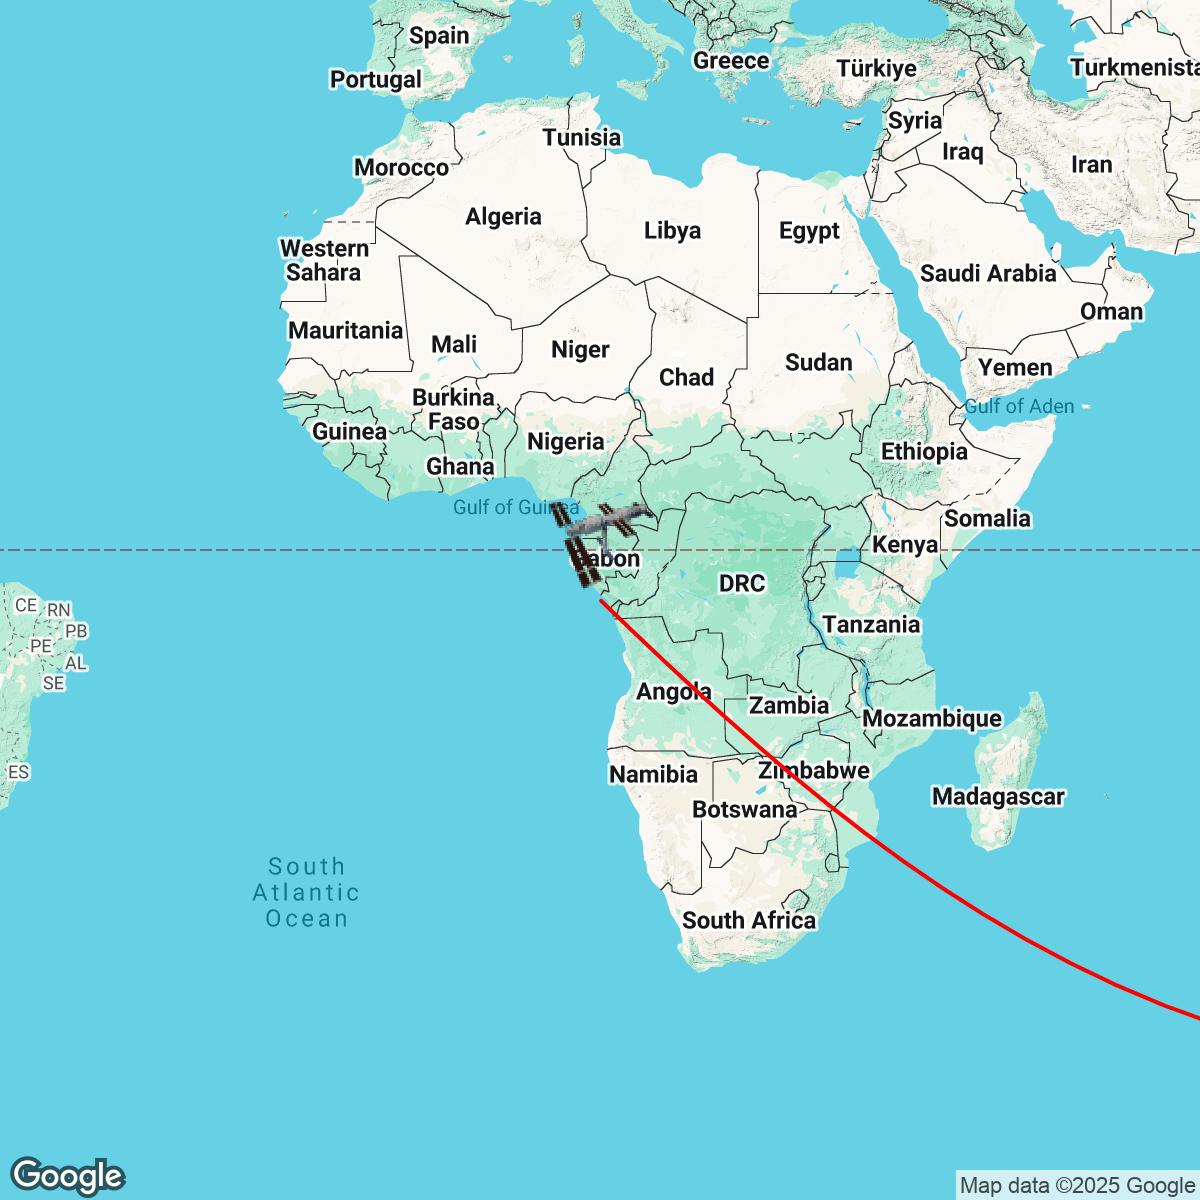 Spain
Portugal
Greece
Türkiye
Turkmenista
Syria
Iraq
Iran
Tunisia
Morocco
Algeria
Libya
Egypt
Western
Sahara
Saudi Arabia
Oman
Mauritania
Mali
Niger
Chad
Sudan
Yemen
Gulf of Aden
Burkina
Faso
Guinea
Nigeria
Ghana
Ethiopia
Gulf of Guinea
Somalia
Kenya
Gabon
DRC
CE
RN
PB
PE
AL
SE
Tanzania
Angola
Zambia
Mozambique
ES
Namibia
Zimbabwe
Botswana
Madagascar
South
Atlantic
Ocean
South Africa
Google
Map data ©2025 Google